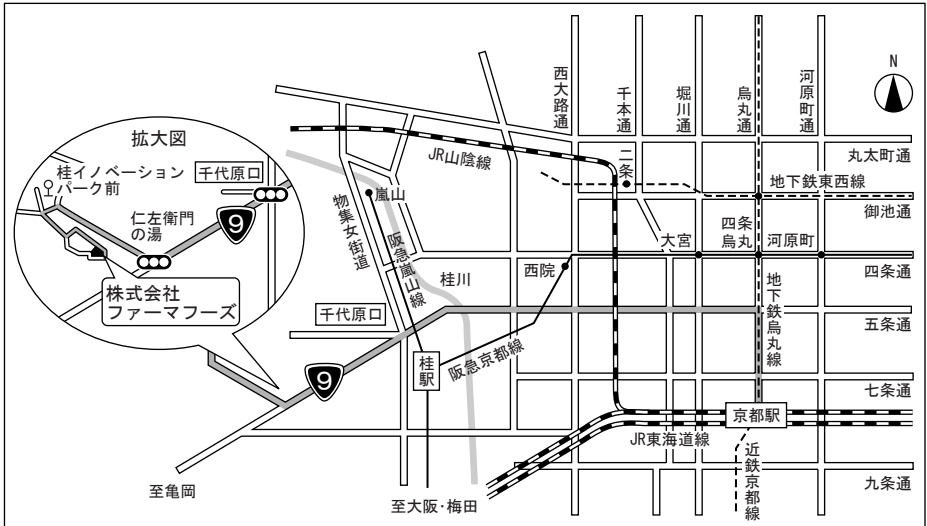 拡大図
桂イノベーション
パーク前
千代原口
仁左衛門
の湯
9
株式会社
ファーマフーズ
西大路通
千本通
堀川通
烏丸通
河原町通
N
丸太町通
JR山陰線
二条
地下鉄東西線
御池通
嵐山
物集女街道
阪急嵐山線
桂川
西院
大宮
四条
烏丸
河原町
四条通
地下鉄烏丸線
千代原口
五条通
9
桂駅
阪急京都線
七条通
京都駅
JR東海道線
近鉄京都線
九条通
至亀岡
至大阪・梅田